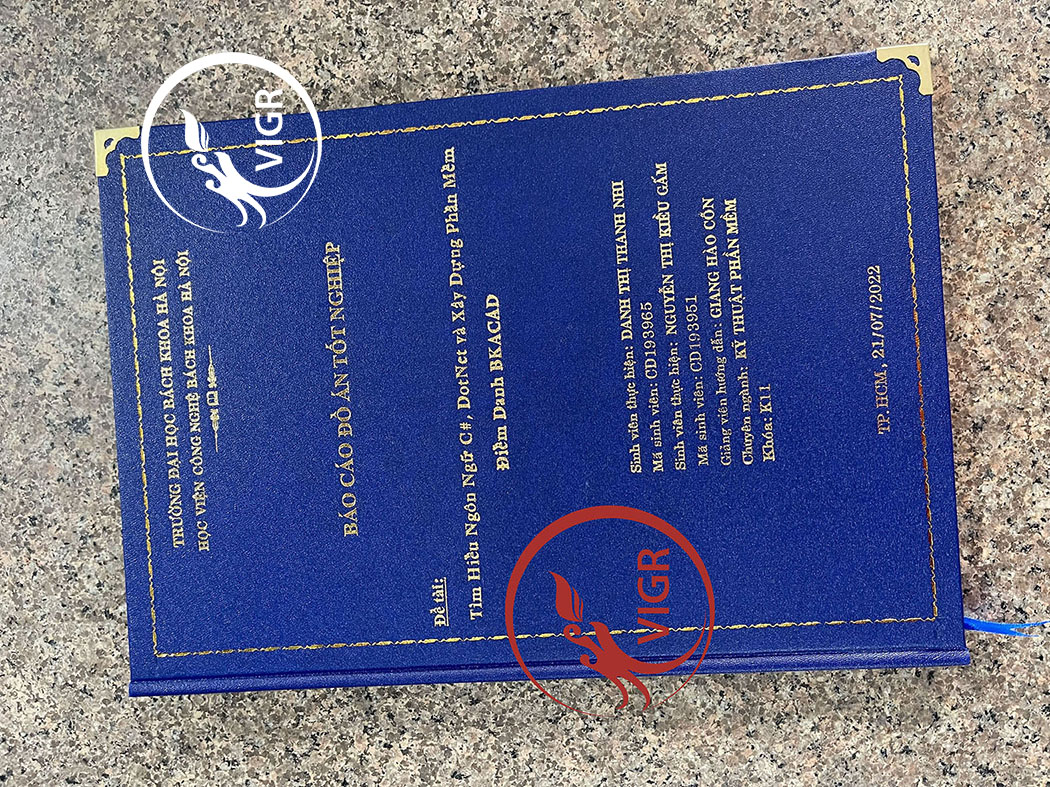 TRƯỜNG ĐẠI HỌC BÁCH KHOA HÀ NỘI
HỌC VIỆN CÔNG NGHỆ BÁCH KHOA HÀ NỘI
BÁO CÁO ĐỒ ÁN TỐT NGHIỆP
Đề tài:
Tìm Hiểu Ngôn Ngữ C#, DotNet và Xây Dựng Phần Mềm
Điểm Danh BKACAD
Sinh viên thực hiện: DANH THỊ THANH NHI
Mã sinh viên: CD193965
Sinh viên thực hiện: NGUYỄN THỊ KIỀU GẤM
Mã sinh viên: CD193951
Giảng viên hướng dẫn: GIANG HÀO CÔN
Chuyên ngành: KỸ THUẬT PHẦN MỀM
Khóa: K11
TP. HCM, 21/07/2022
VIGR
VIGR